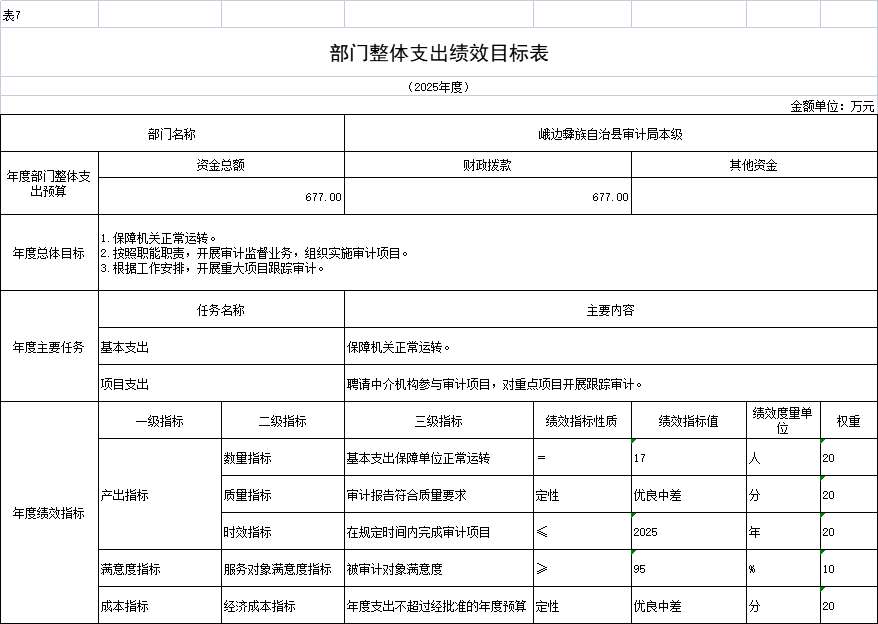 表7
部门整体支出绩效目标表
（2025年度）
金额单位：万元
部门名称 峨边彝族自治县审计局本级
年度部门整体支出预算 资金总额 财政拨款 其他资金
677.00 677.00
年度总体目标
1.保障机关正常运转。
2.按照职能职责，开展审计监督业务，组织实施审计项目。
3.根据工作安排，开展重大项目跟踪审计。
年度主要任务 任务名称 主要内容
基本支出 保障机关正常运转。
项目支出 聘请中介机构参与审计项目，对重点项目开展跟踪审计。
年度绩效指标 一级指标 二级指标 三级指标 绩效指标性质 绩效指标值 绩效度量单位 权重
产出指标 数量指标 基本支出保障单位正常运转 ＝ 17 人 20
质量指标 审计报告符合质量要求 定性 优良中差 分 20
时效指标 在规定时间内完成审计项目 ≤ 2025 年 20
满意度指标 服务对象满意度指标 被审计对象满意度 ≥ 95 % 10
成本指标 经济成本指标 年度支出不超过经批准的年度预算 定性 优良中差 分 20